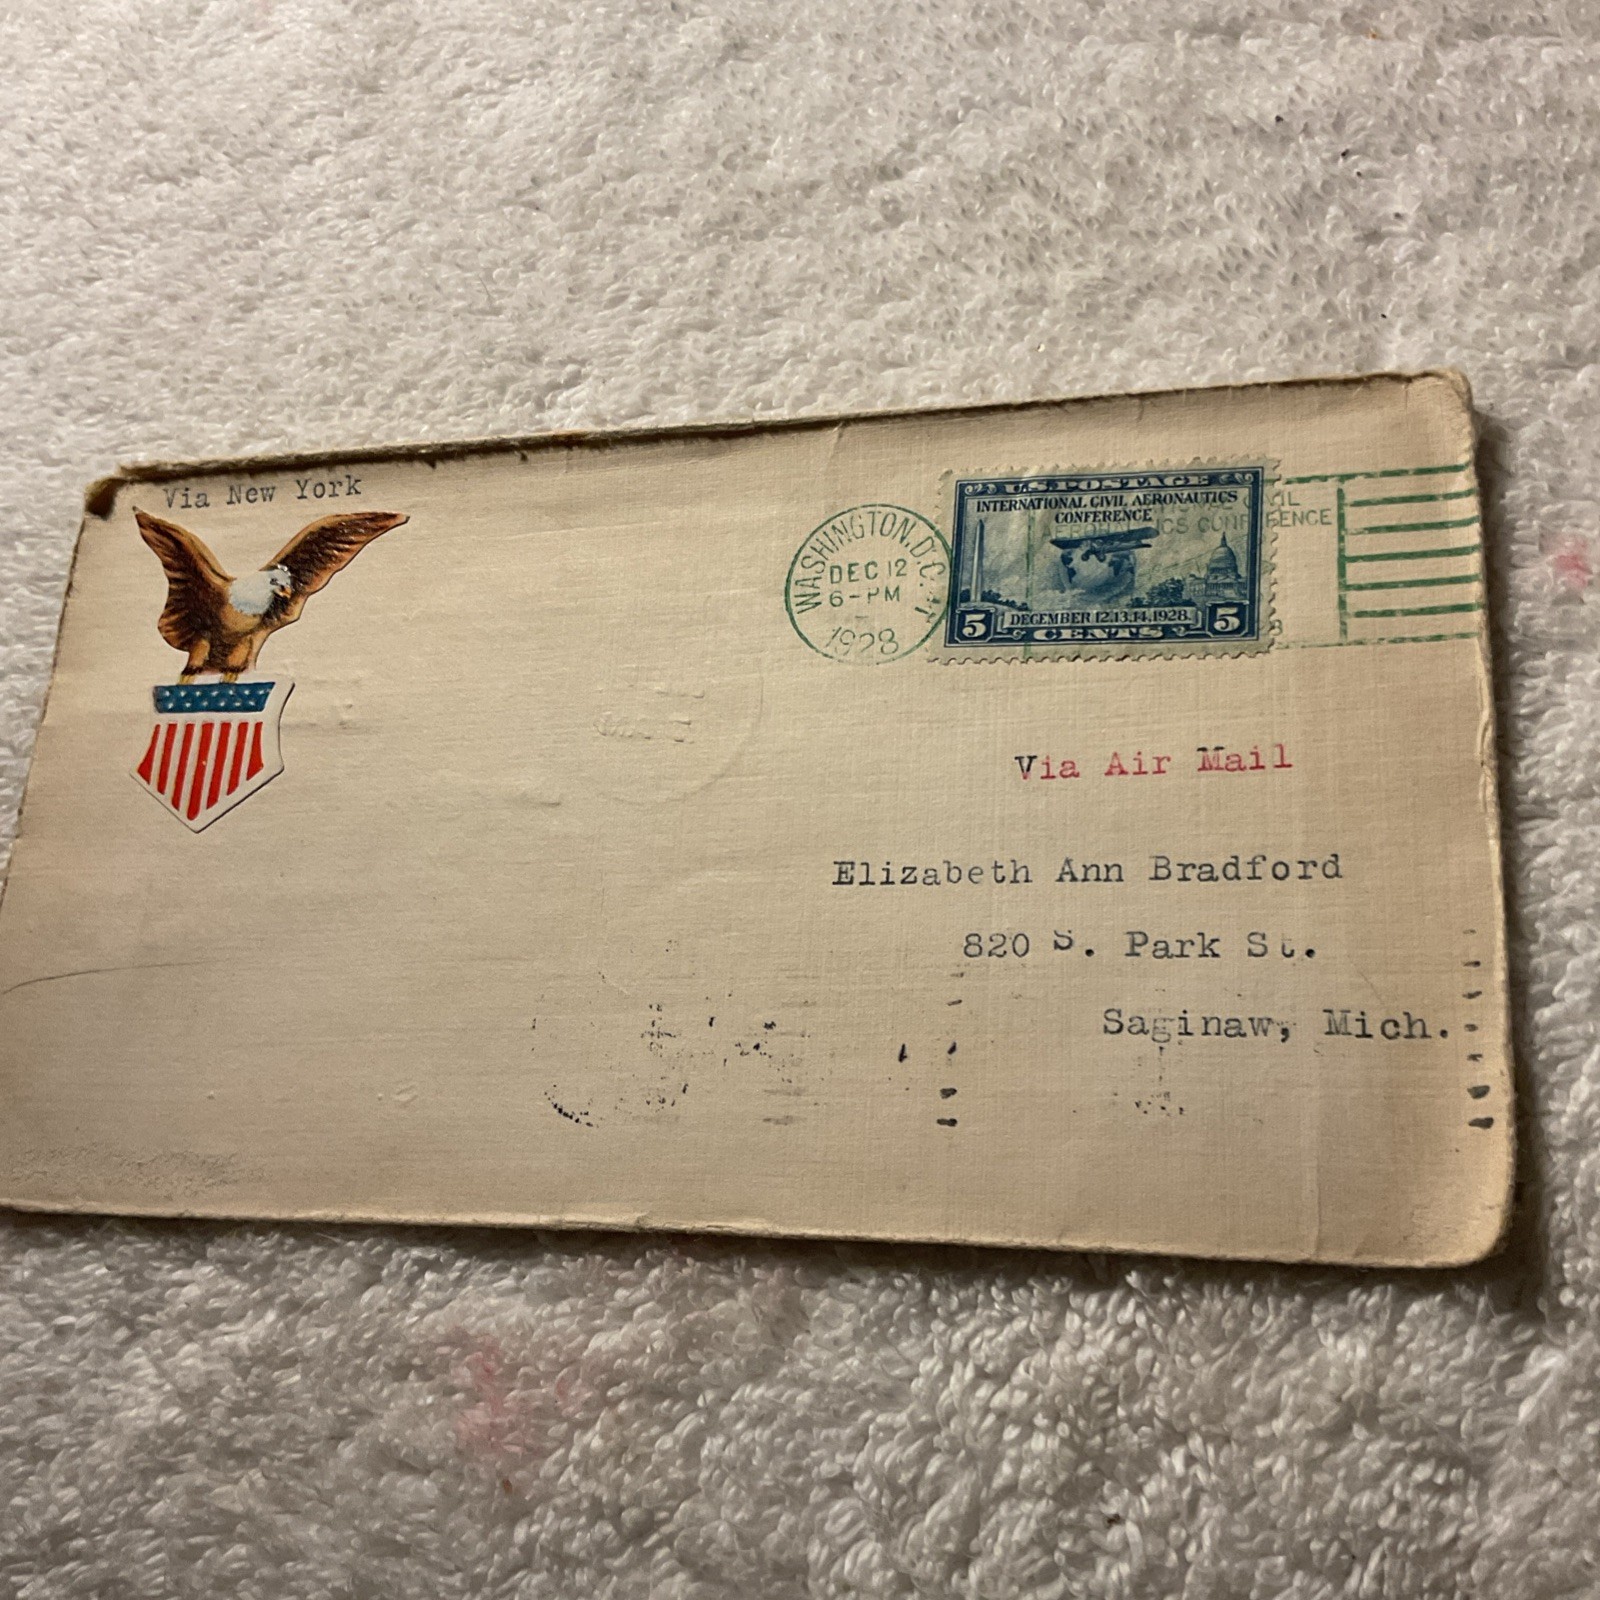 Via New York
WASHINGTON, D.C.
DEC 12
6-PM
1928
U.S. POSTAGE
INTERNATIONAL CIVIL AERONAUTICS
CONFERENCE
DECEMBER 12.13.14.1928.
5 5
CENTS
CONFERENCE
Via Air Mail
Elizabeth Ann Bradford
820 S. Park St.
Saginaw, Mich.